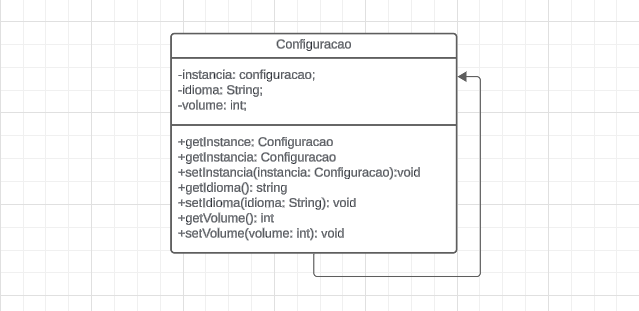 Configuracao
-instancia: configuracao;
-idioma: String;
-volume: int;
+getInstance: Configuracao
+getInstancia: Configuracao
+setInstancia(instancia: Configuracao):void
+getIdioma(): string
+setIdioma(idioma: String): void
+getVolume(): int
+setVolume(volume: int): void